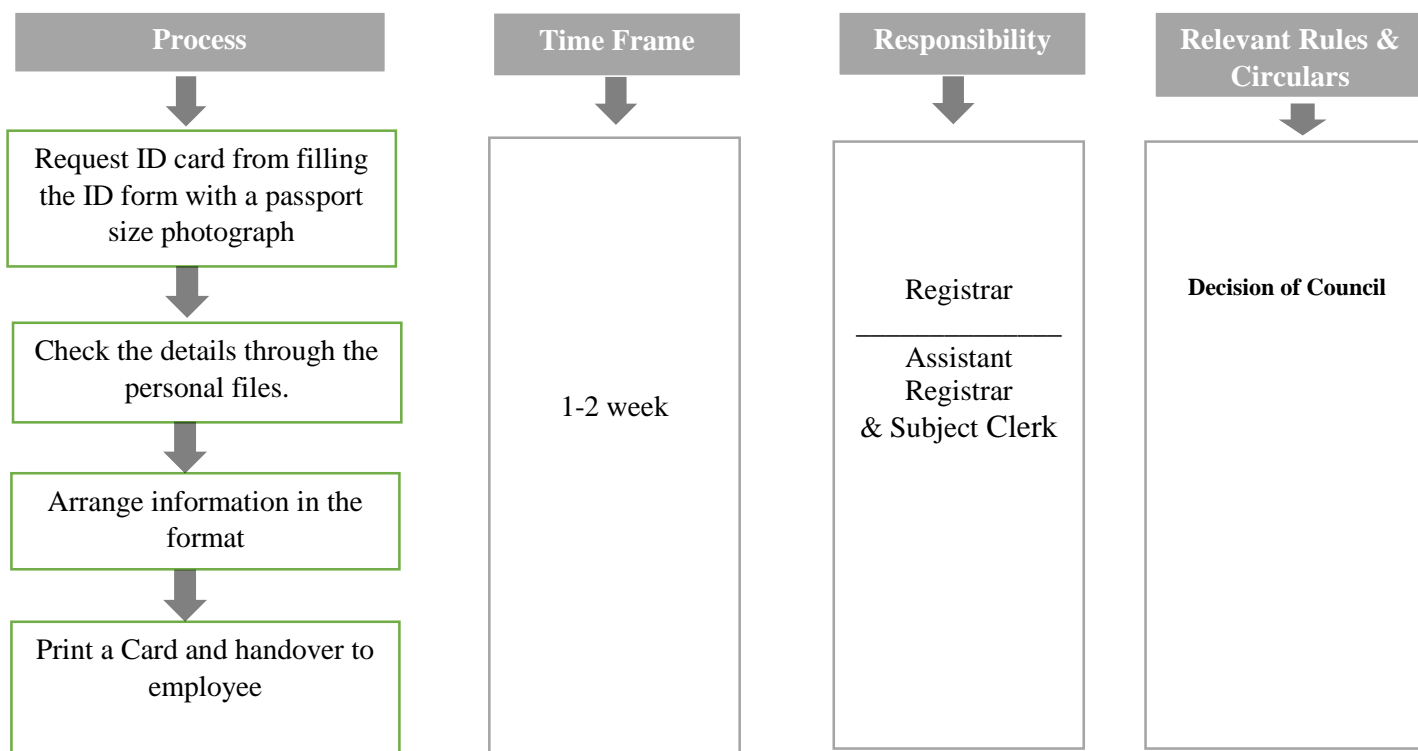 Process
Time Frame
Responsibility
Relevant Rules &
Circulars
Request ID card from filling
the ID form with a passport
size photograph
Check the details through the
personal files.
Arrange information in the
format
Print a Card and handover to
employee
1-2 week
Registrar
_______________
Assistant
Registrar
& Subject Clerk
Decision of Council